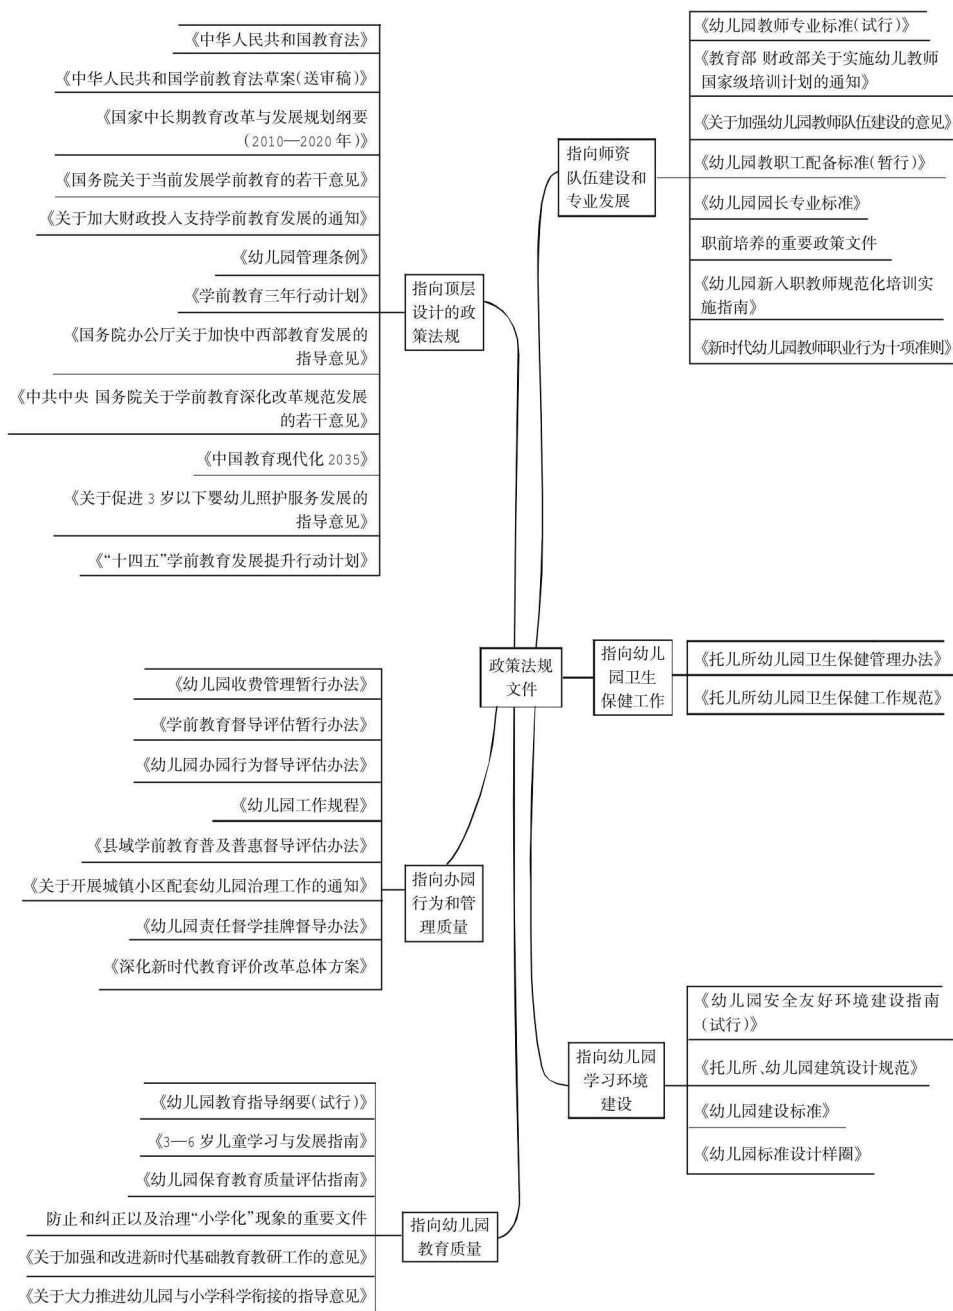 《中华人民共和国教育法》
《中华人民共和国学前教育法草案(送审稿)》
《国家中长期教育改革与发展规划纲要
(2010—2020年)》
《国务院关于当前发展学前教育的若干意见》
《关于加大财政投入支持学前教育发展的通知》
《幼儿园管理条例》
《学前教育三年行动计划》
《国务院办公厅关于加快中西部教育发展的
指导意见》
《中共中央 国务院关于学前教育深化改革规范发展
的若干意见》
《中国教育现代化2035》
《关于促进3岁以下婴幼儿照护服务发展的
指导意见》
《“十四五”学前教育发展提升行动计划》
指向顶层
设计的政
策法规
《幼儿园教师专业标准(试行)》
《教育部 财政部关于实施幼儿教师
国家级培训计划的通知》
《关于加强幼儿园教师队伍建设的意见》
《幼儿园教职工配备标准(暂行)》
《幼儿园园长专业标准》
职前培养的重要政策文件
《幼儿园新入职教师规范化培训实
施指南》
《新时代幼儿园教师职业行为十项准则》
指向师资
队伍建设和
专业发展
政策法规
文件
指向幼儿
园卫生
保健工作
《托儿所幼儿园卫生保健管理办法》
《托儿所幼儿园卫生保健工作规范》
《幼儿园收费管理暂行办法》
《学前教育督导评估暂行办法》
《幼儿园办园行为督导评估办法》
《幼儿园工作规程》
《县域学前教育普及普惠督导评估办法》
《关于开展城镇小区配套幼儿园治理工作的通知》
《幼儿园责任督学挂牌督导办法》
《深化新时代教育评价改革总体方案》
指向办园
行为和管
理质量
指向幼儿园
学习环境
建设
《幼儿园安全友好环境建设指南
(试行)》
《托儿所、幼儿园建筑设计规范》
《幼儿园建设标准》
《幼儿园标准设计样圈》
《幼儿园教育指导纲要(试行)》
《3—6岁儿童学习与发展指南》
《幼儿园保育教育质量评估指南》
防止和纠正以及治理“小学化”现象的重要文件
《关于加强和改进新时代基础教育教研工作的意见》
《关于大力推进幼儿园与小学科学衔接的指导意见》
指向幼儿园
教育质量